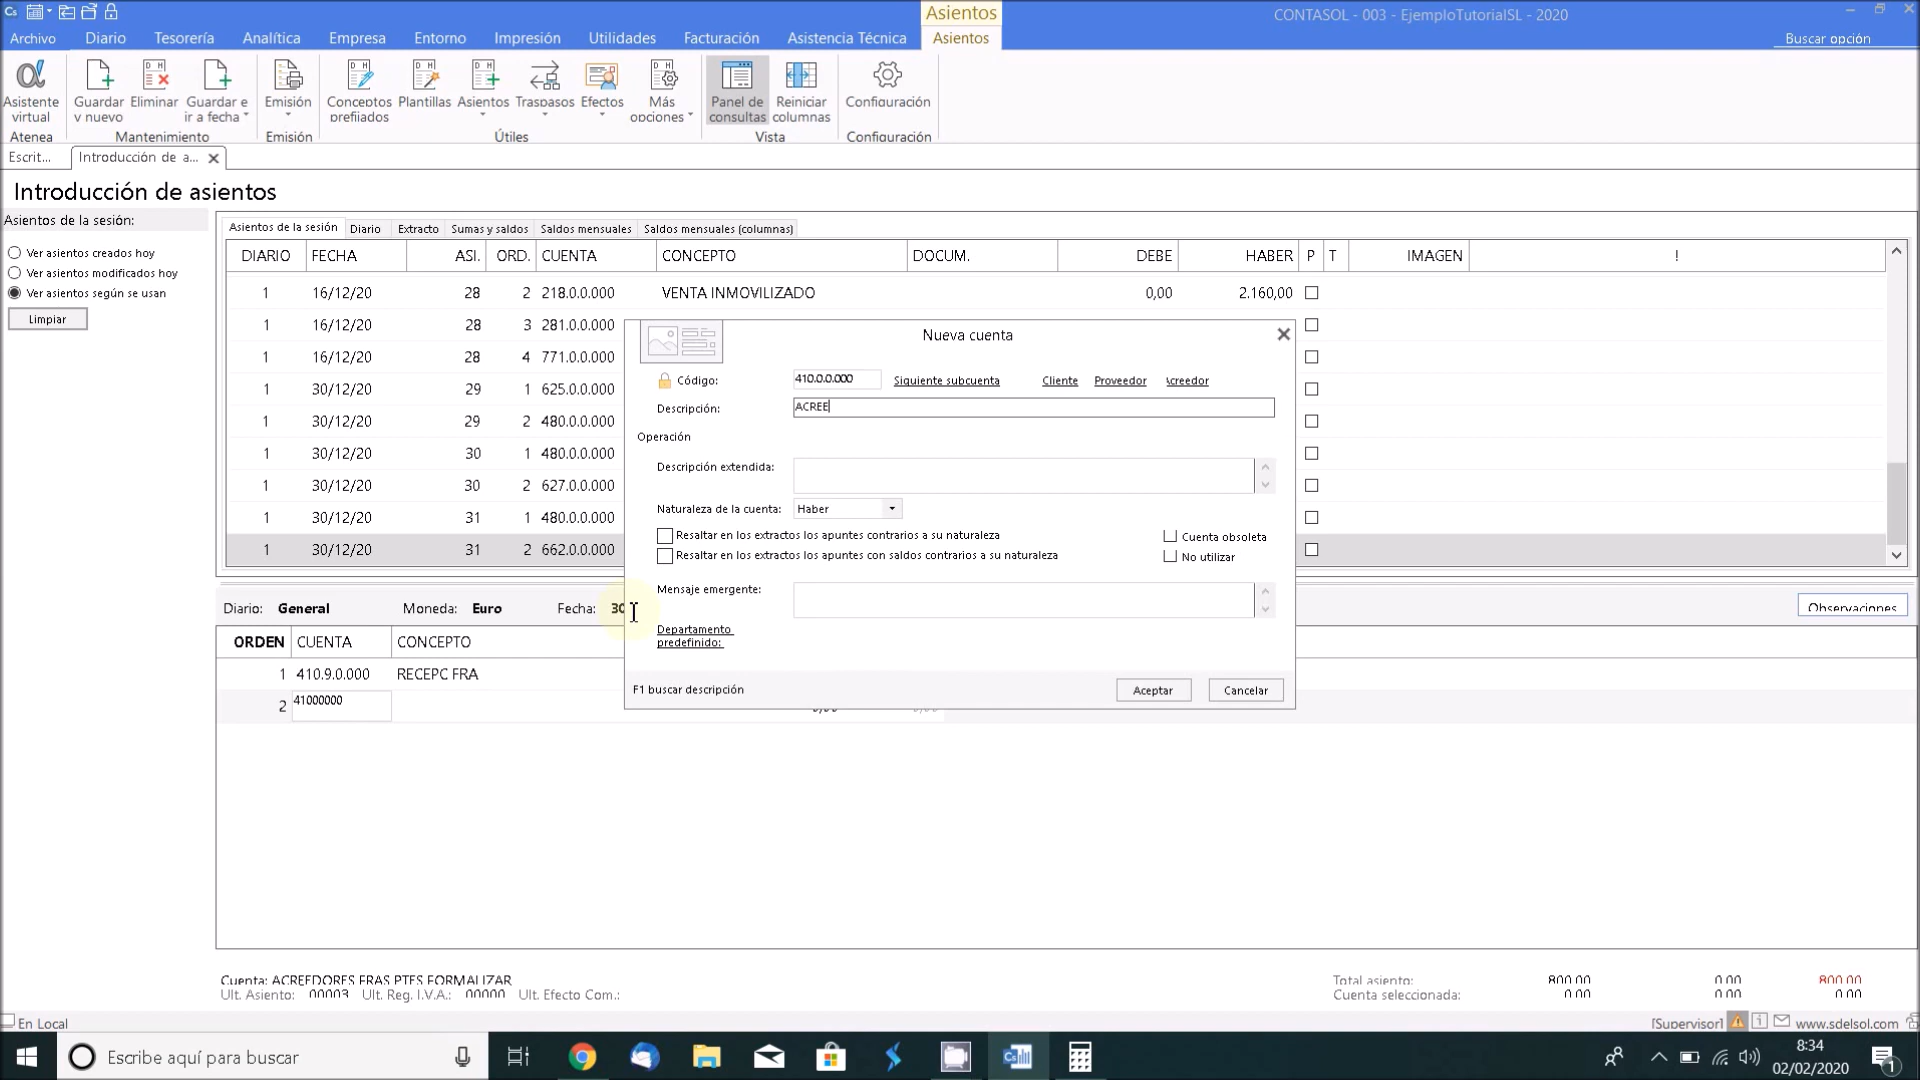 Asientos
CONTASOL - 003 - EjemploTutorialSL - 2020
Archivo Diario Tesorería Analítica Empresa Entorno Impresión Utilidades Facturación Asistencia Técnica Asientos Buscar opción
Asistente virtual
Guardar y nuevo
Eliminar
Guardar e ir a fecha
Emisión
Conceptos prefijados
Plantillas
Asientos
Traspasos
Efectos
Más opciones
Panel de consultas
Reiniciar columnas
Configuración
Atenea Mantenimiento Emisión Útiles Vista Configuración
Escrit... Introducción de a...
Introducción de asientos
Asientos de la sesión:
Ver asientos creados hoy
Ver asientos modificados hoy
Ver asientos según se usan
Limpiar
Asientos de la sesión Diario Extracto Sumas y saldos Saldos mensuales Saldos mensuales (columnas)
DIARIO FECHA ASI. ORD. CUENTA CONCEPTO DOCUM. DEBE HABER P T IMAGEN !
1 16/12/20 28 2 218.0.0.000 VENTA INMOVILIZADO 0,00 2.160,00
1 16/12/20 28 3 281.0.0.000
1 16/12/20 28 4 771.0.0.000
1 30/12/20 29 1 625.0.0.000
1 30/12/20 29 2 480.0.0.000
1 30/12/20 30 1 480.0.0.000
1 30/12/20 30 2 627.0.0.000
1 30/12/20 31 1 480.0.0.000
1 30/12/20 31 2 662.0.0.000
Nueva cuenta
Código: 410.0.0.000 Siguiente subcuenta Cliente Proveedor creedor
Descripción: ACREE
Operación
Descripción extendida:
Naturaleza de la cuenta: Haber
Resaltar en los extractos los apuntes contrarios a su naturaleza Cuenta obsoleta
Resaltar en los extractos los apuntes con saldos contrarios a su naturaleza No utilizar
Mensaje emergente:
Departamento
predefinido:
F1 buscar descripción Aceptar Cancelar
Diario: General Moneda: Euro Fecha: 30 Observaciones
ORDEN CUENTA CONCEPTO
1 410.9.0.000 RECEPC FRA
2 41000000
Cuenta: ACREEDORES FRAS PTES FORMALIZAR Total asiento: 800,00 0,00 800,00
Ult. Asiento: 00003 Ult. Reg. I.V.A.: 00000 Ult. Efecto Com.: Cuenta seleccionada: 0,00 0,00 0,00
En Local [Supervisor] www.sdelsol.com
Escribe aquí para buscar
8:34
02/02/2020
1